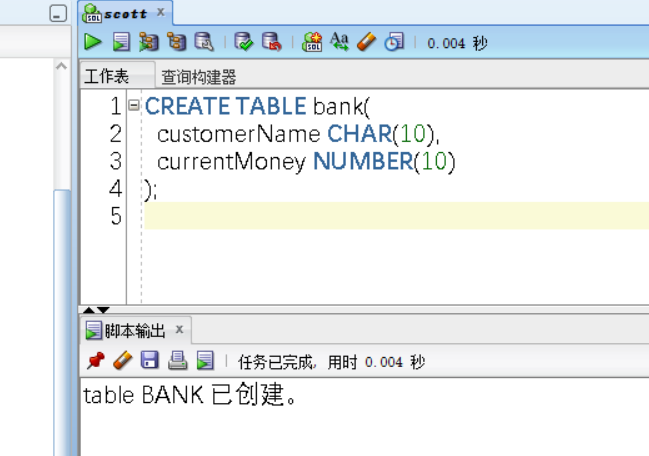 scott
0.004 秒
工作表 查询构建器
1 CREATE TABLE bank(
2 customerName CHAR(10),
3 currentMoney NUMBER(10)
4 );
5
脚本输出
任务已完成, 用时 0.004 秒
table BANK 已创建。